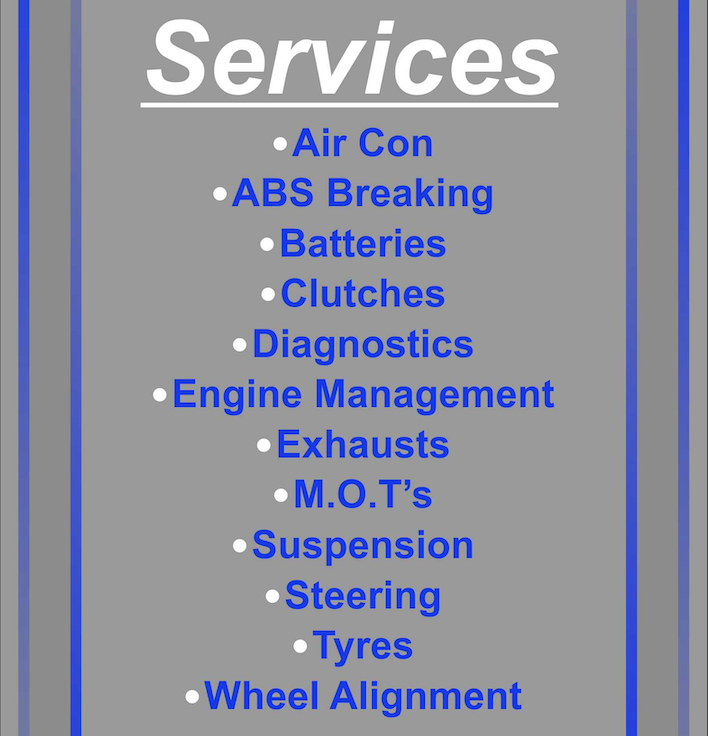 Services
•Air Con
•ABS Breaking
•Batteries
•Clutches
•Diagnostics
•Engine Management
•Exhausts
•M.O.T’s
•Suspension
•Steering
•Tyres
•Wheel Alignment